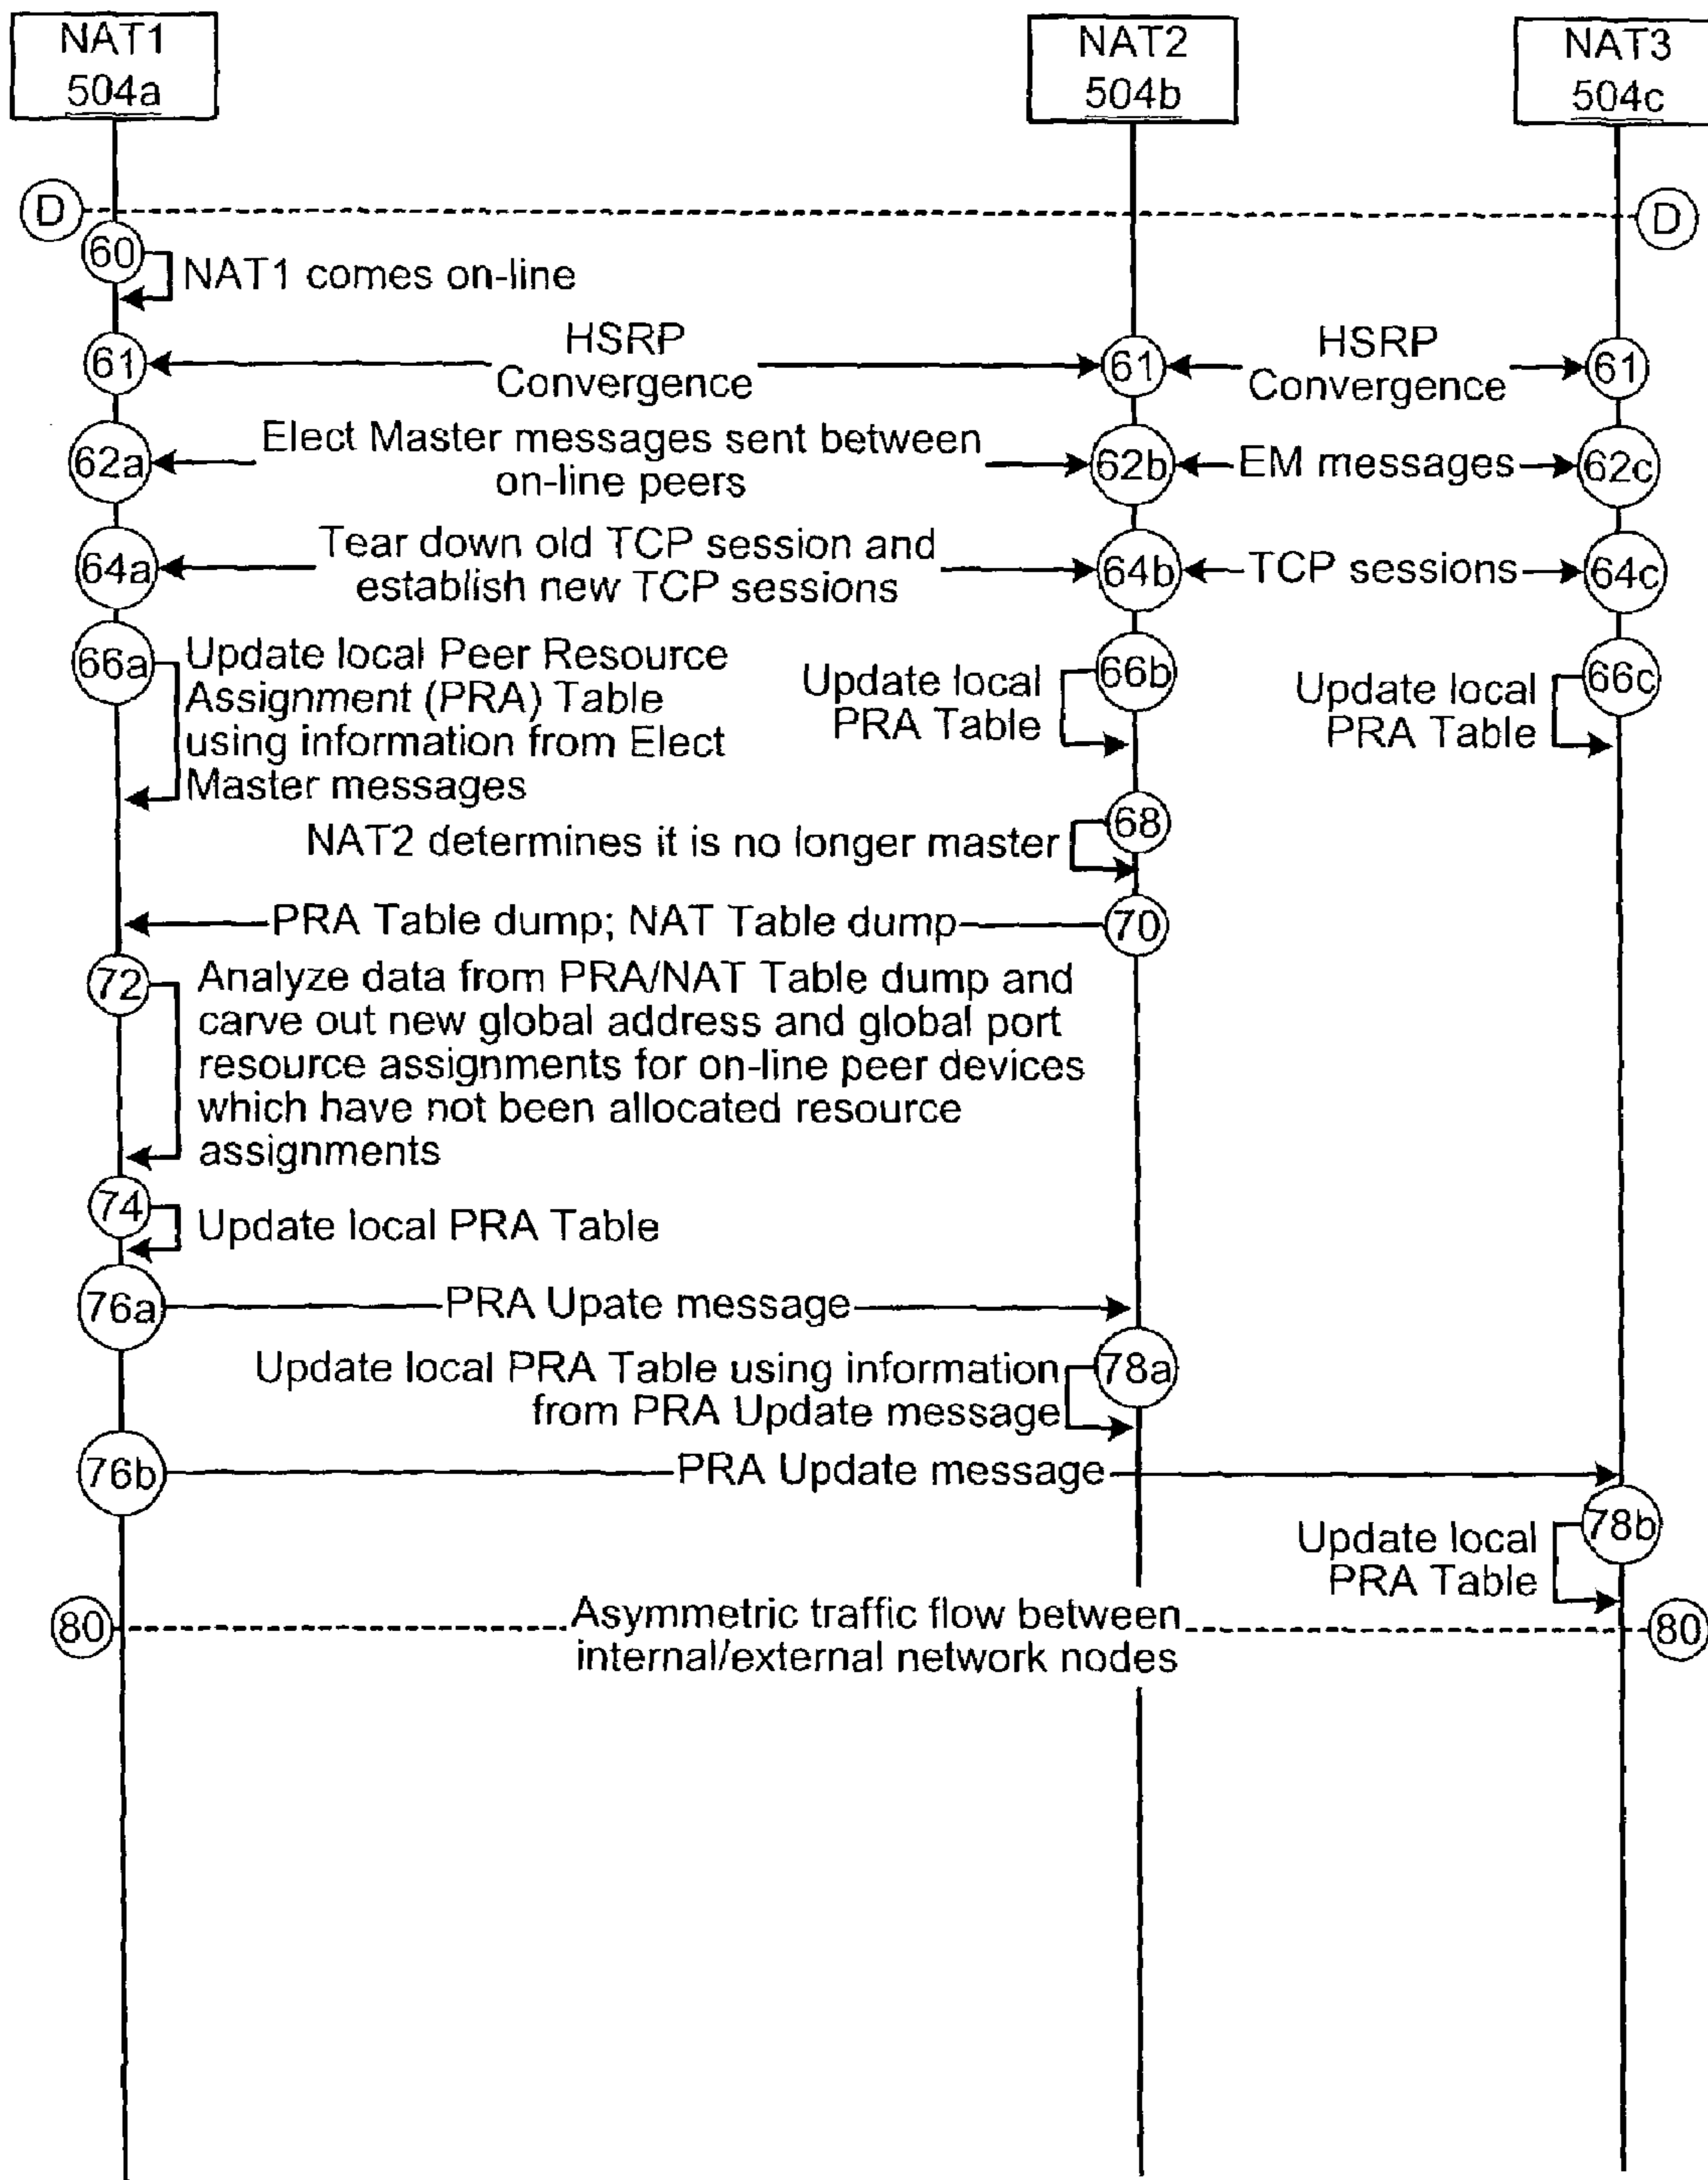 NAT1
504a
NAT2
504b
NAT3
504c
D
D
60
NAT1 comes on-line
61
HSRP
Convergence
61
HSRP
Convergence
61
62a
Elect Master messages sent between
on-line peers
62b
EM messages
62c
64a
Tear down old TCP session and
establish new TCP sessions
64b
TCP sessions
64c
66a
Update local Peer Resource
Assignment (PRA) Table
using information from Elect
Master messages
Update local
PRA Table
66b
Update local
PRA Table
66c
NAT2 determines it is no longer master
68
PRA Table dump; NAT Table dump
70
72
Analyze data from PRA/NAT Table dump and
carve out new global address and global port
resource assignments for on-line peer devices
which have not been allocated resource
assignments
74
Update local PRA Table
76a
PRA Upate message
Update local PRA Table using information
from PRA Update message
78a
76b
PRA Update message
Update local
PRA Table
78b
80
Asymmetric traffic flow between
internal/external network nodes
80